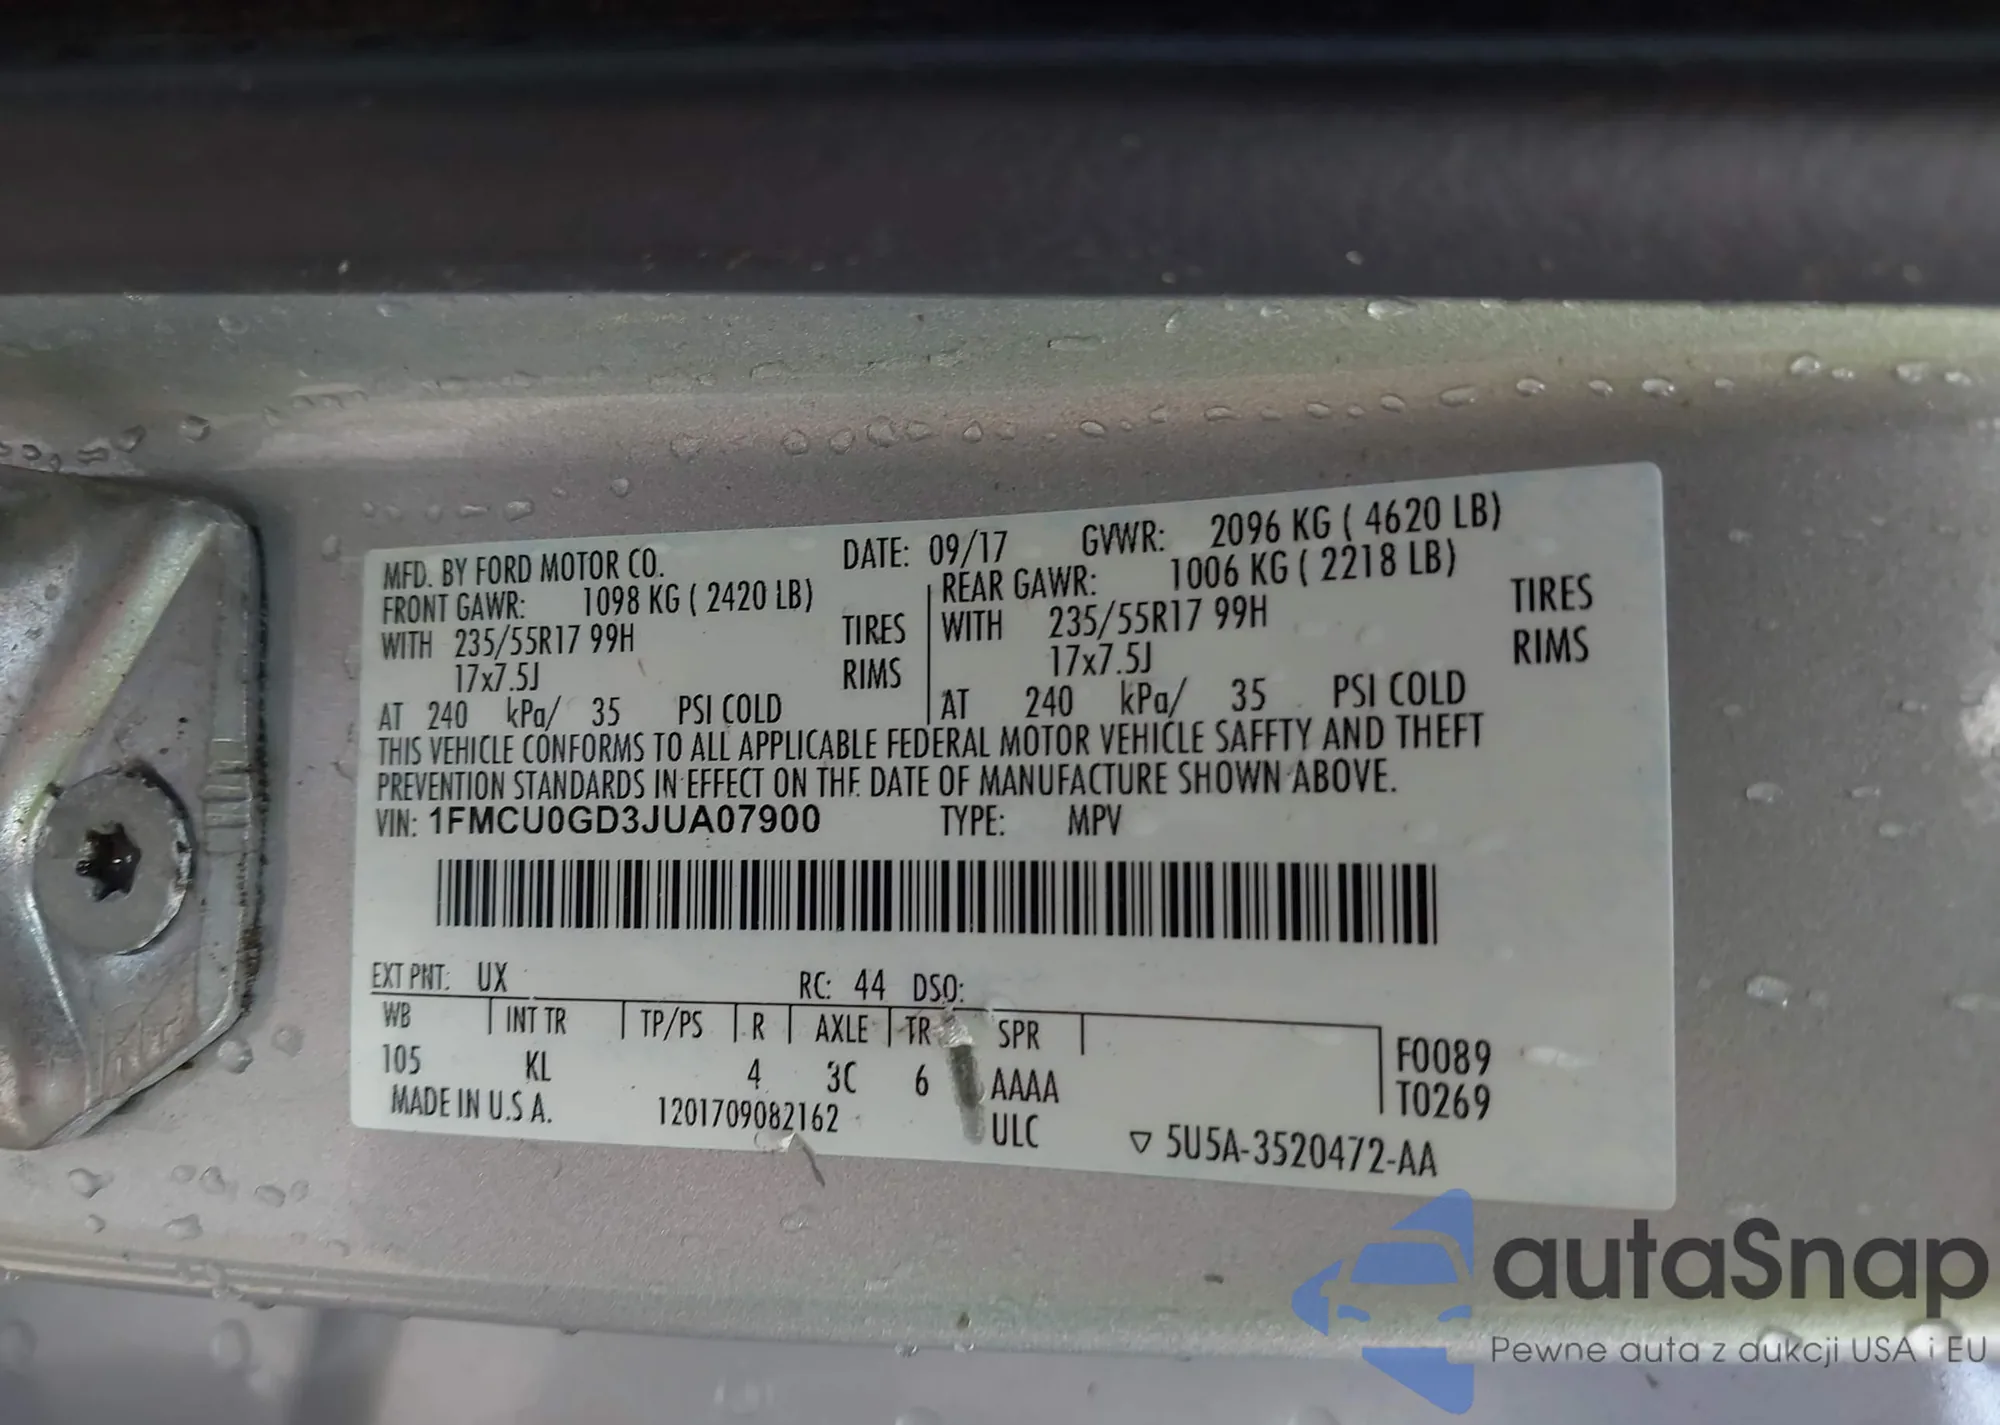 MFD. BY FORD MOTOR CO. DATE: 09/17 GVWR: 2096 KG ( 4620 LB)
FRONT GAWR: 1098 KG ( 2420 LB) REAR GAWR: 1006 KG ( 2218 LB)
WITH 235/55R17 99H TIRES WITH 235/55R17 99H TIRES
17x7.5J RIMS 17x7.5J RIMS
AT 240 kPa/ 35 PSI COLD AT 240 kPa/ 35 PSI COLD
THIS VEHICLE CONFORMS TO ALL APPLICABLE FEDERAL MOTOR VEHICLE SAFFTY AND THEFT
PREVENTION STANDARDS IN EFFECT ON THE DATE OF MANUFACTURE SHOWN ABOVE.
VIN: 1FMCU0GD3JUA07900 TYPE: MPV
EXT PNT: UX RC: 44 DSO:
WB INT TR TP/PS R AXLE TR SPR
105 KL 4 3C 6 AAAA
F0089
T0269
MADE IN U.S.A. 1201709082162 ULC ▽ 5U5A-3520472-AA
autaSnap
Pewne auta z dukcji USA i EU